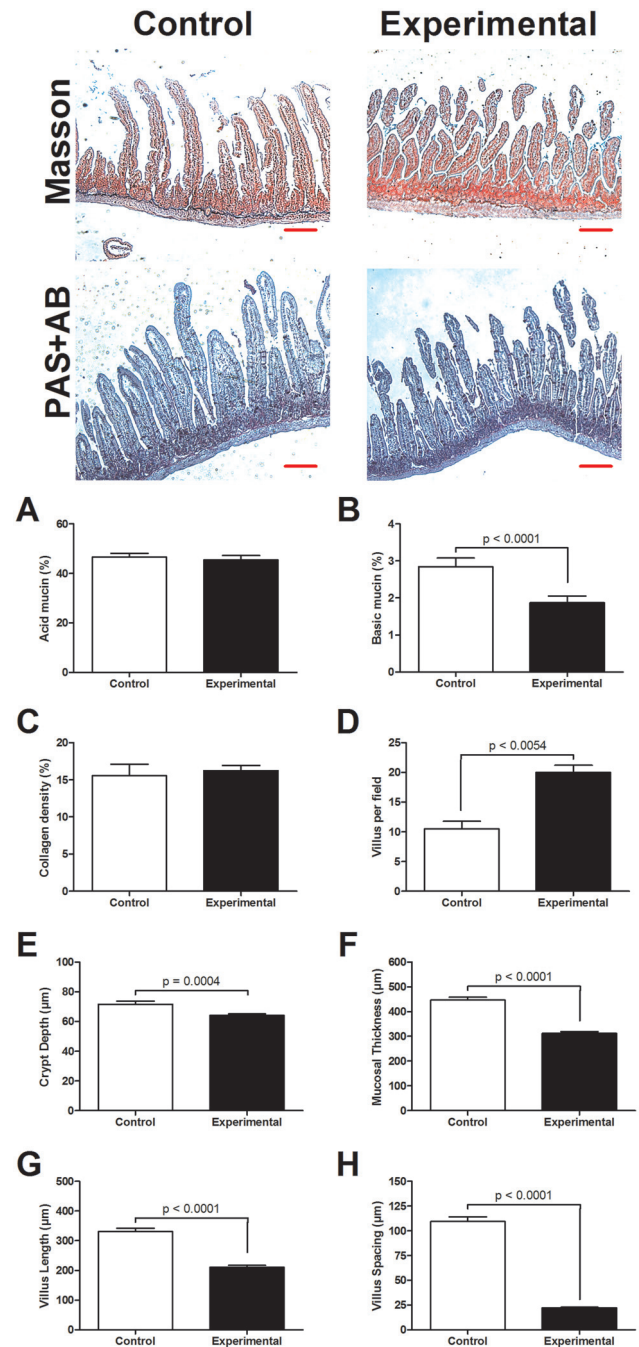 Control Experimental
Masson
PAS+AB
A
Acid mucin (%)
60
40
20
0
Control Experimental
B
Basic mucin (%)
4
3
2
1
0
p < 0.0001
Control Experimental
C
Collagen density (%)
20
15
10
5
0
Control Experimental
D
Villus per field
25
20
15
10
5
0
p < 0.0054
Control Experimental
E
Crypt Depth (µm)
100
80
60
40
20
0
p = 0.0004
Control Experimental
F
Mucosal Thickness (µm)
600
500
400
300
200
100
0
p < 0.0001
Control Experimental
G
Villus Length (µm)
500
400
300
200
100
0
p < 0.0001
Control Experimental
H
Villus Spacing (µm)
150
125
100
75
50
25
0
p < 0.0001
Control Experimental